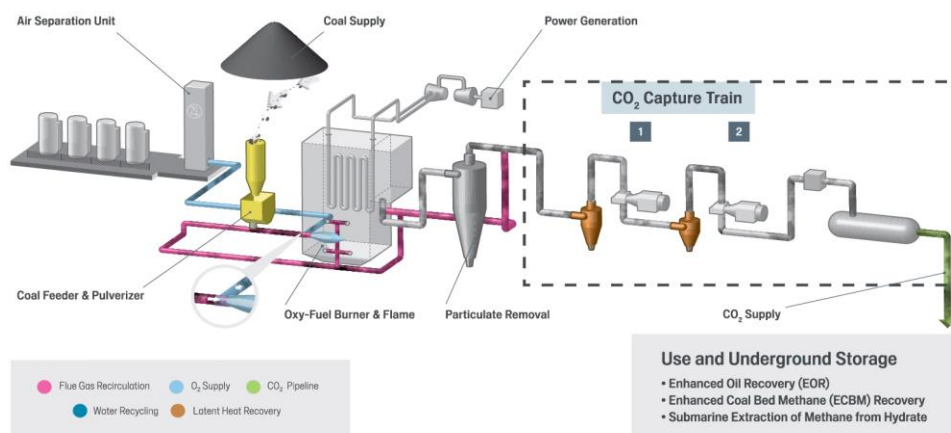 Air Separation Unit
Coal Supply
Power Generation
CO₂ Capture Train
1
2
Coal Feeder & Pulverizer
Oxy-Fuel Burner & Flame
Particulate Removal
CO₂ Supply
Flue Gas Recirculation
O₂ Supply
CO₂ Pipeline
Water Recycling
Latent Heat Recovery
Use and Underground Storage
• Enhanced Oil Recovery (EOR)
• Enhanced Coal Bed Methane (ECBM) Recovery
• Submarine Extraction of Methane from Hydrate